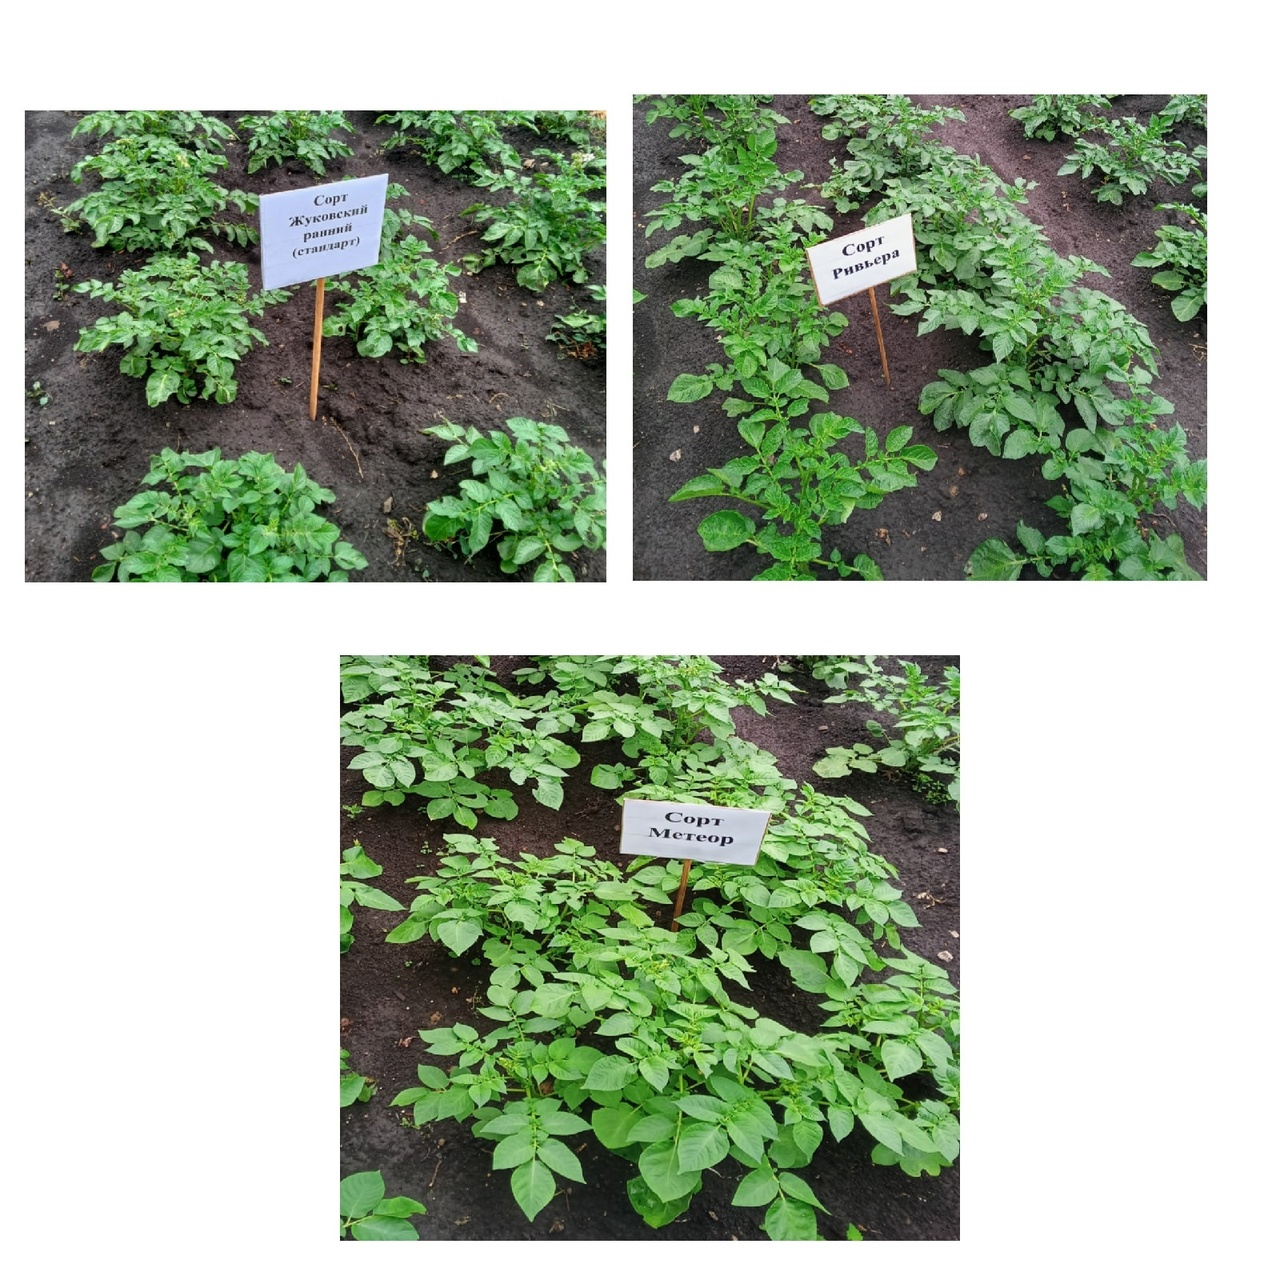 Сорт
Жуковский
ранний
(стандарт)
Сорт
Ривьера
Сорт
Метеор